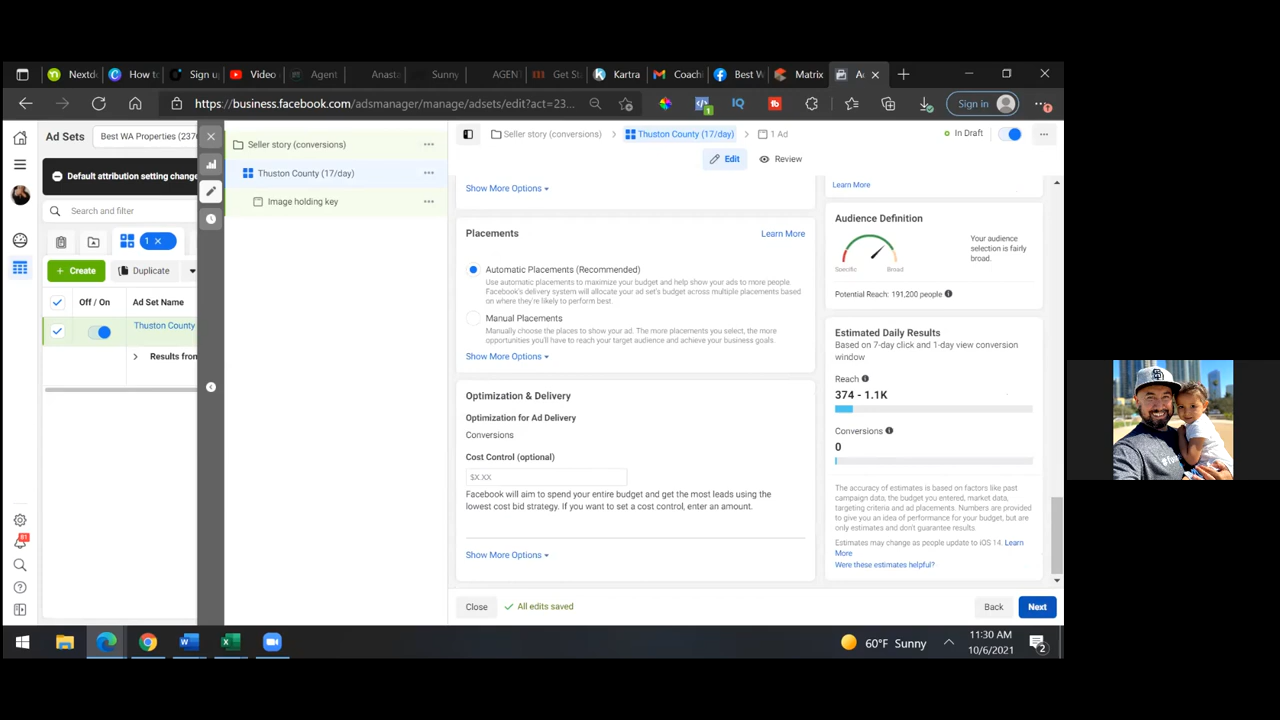 Nextd
How to
Sign up
Video
Agent
Anasta
Sunny
AGENT
Get St
Kartra
Coachi
Best W
Matrix
https://business.facebook.com/adsmanager/manage/adsets/edit?act=23...
IQ
Sign in
Ad Sets
Best WA Properties (237
Default attribution setting change
Search and filter
1 ×
+ Create
Duplicate
Off / On
Ad Set Name
Thuston County
Results from
81
Seller story (conversions)
Thuston County (17/day)
Image holding key
Seller story (conversions)
Thuston County (17/day)
1 Ad
In Draft
Edit
Review
Show More Options
Placements
Learn More
Automatic Placements (Recommended)
Use automatic placements to maximize your budget and help show your ads to more people.
Facebook's delivery system will allocate your ad set's budget across multiple placements
based on where they're likely to perform best.
Manual Placements
Manually choose the places to show your ad. The more placements you select, the more
opportunities you'll have to reach your target audience and achieve your business goals.
Show More Options
Optimization & Delivery
Optimization for Ad Delivery
Conversions
Cost Control (optional)
$X.XX
Facebook will aim to spend your entire budget and get the most leads using the
lowest cost bid strategy. If you want to set a cost control, enter an amount.
Show More Options
Learn More
Audience Definition
Your audience
selection is fairly
broad.
Specific
Broad
Potential Reach: 191,200 people
Estimated Daily Results
Based on 7-day click and 1-day view conversion
window
Reach
374 - 1.1K
Conversions
0
The accuracy of estimates is based on factors like past
campaign data, the budget you entered, market data,
targeting criteria and ad placements. Numbers are provided
to give you an idea of performance for your budget, but are
only estimates and don't guarantee results.
Estimates may change as people update to iOS 14. Learn
More
Were these estimates helpful?
Close
All edits saved
Back
Next
60°F Sunny
11:30 AM
10/6/2021
2